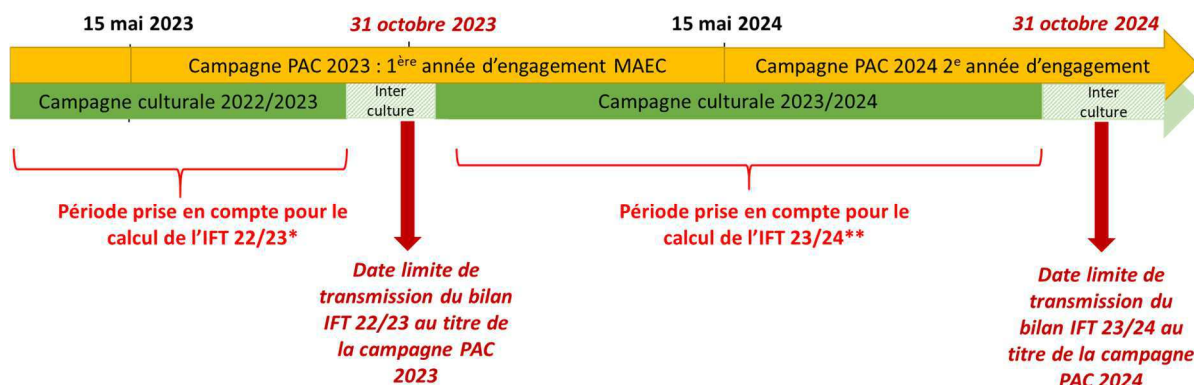 15 mai 2023
31 octobre 2023
15 mai 2024
31 octobre 2024
Campagne PAC 2023 : 1ère année d'engagement MAEC
Campagne PAC 2024 2e année d'engagement
Campagne culturale 2022/2023
Inter
culture
Campagne culturale 2023/2024
Inter
culture
Période prise en compte pour le
calcul de l'IFT 22/23*
Période prise en compte pour le
calcul de l'IFT 23/24**
Date limite de
transmission du bilan
IFT 22/23 au titre de
la campagne PAC
2023
Date limite de
transmission du
bilan IFT 23/24 au
titre de la campagne
PAC 2024